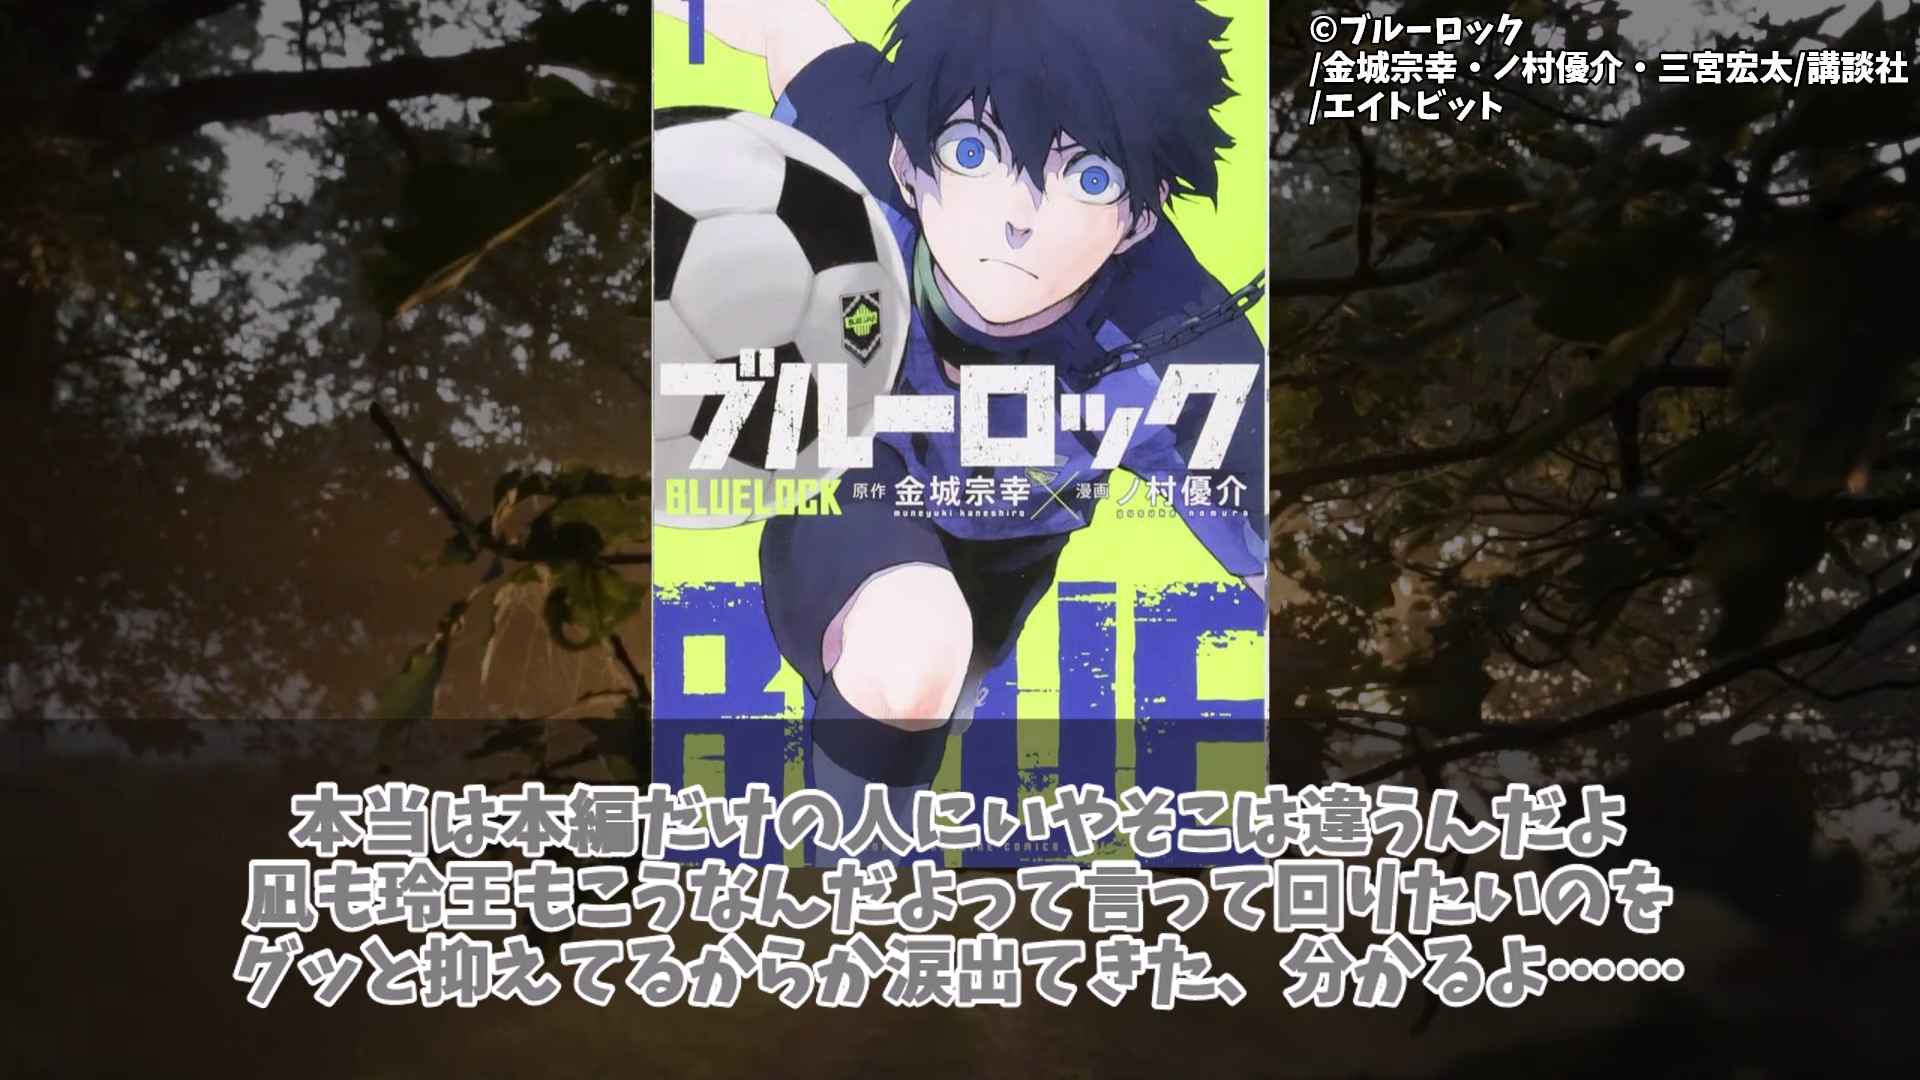 ©ブルーロック
/金城宗幸・ノ村優介・三宮宏太/講談社
/エイトビット
1
ブルーロック
BLUELOCK 原作 金城宗幸 × 漫画 ノ村優介
muneyuki kaneshiro yusuke nomura
BLUE
本当は本編だけの人にいやそこは違うんだよ
凪も玲王もこうなんだよって言って回りたいのを
グッと抑えてるからか涙出てきた、分かるよ……